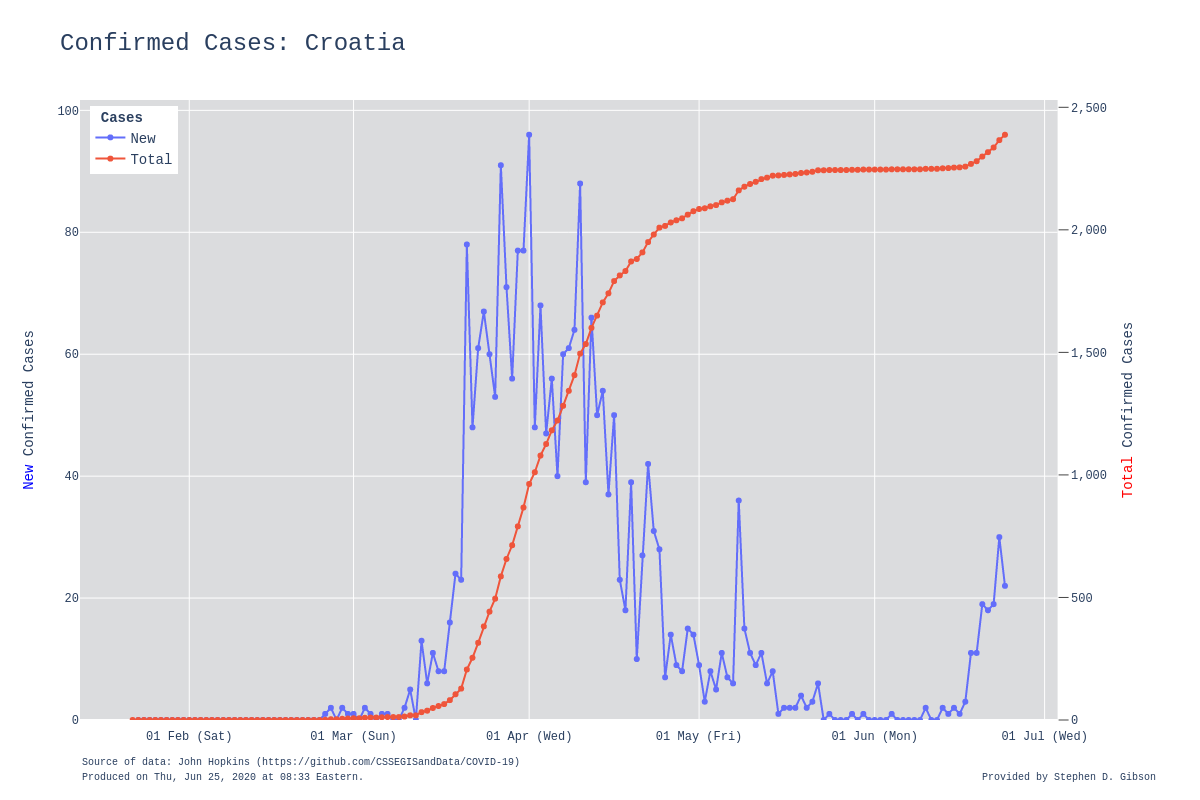 Confirmed Cases: Croatia
Cases
New
Total
100
80
60
40
20
0
2,500
2,000
1,500
1,000
500
0
New Confirmed Cases
Total Confirmed Cases
01 Feb (Sat)
01 Mar (Sun)
01 Apr (Wed)
01 May (Fri)
01 Jun (Mon)
01 Jul (Wed)
Source of data: John Hopkins (https://github.com/CSSEGISandData/COVID-19)
Produced on Thu, Jun 25, 2020 at 08:33 Eastern.
Provided by Stephen D. Gibson